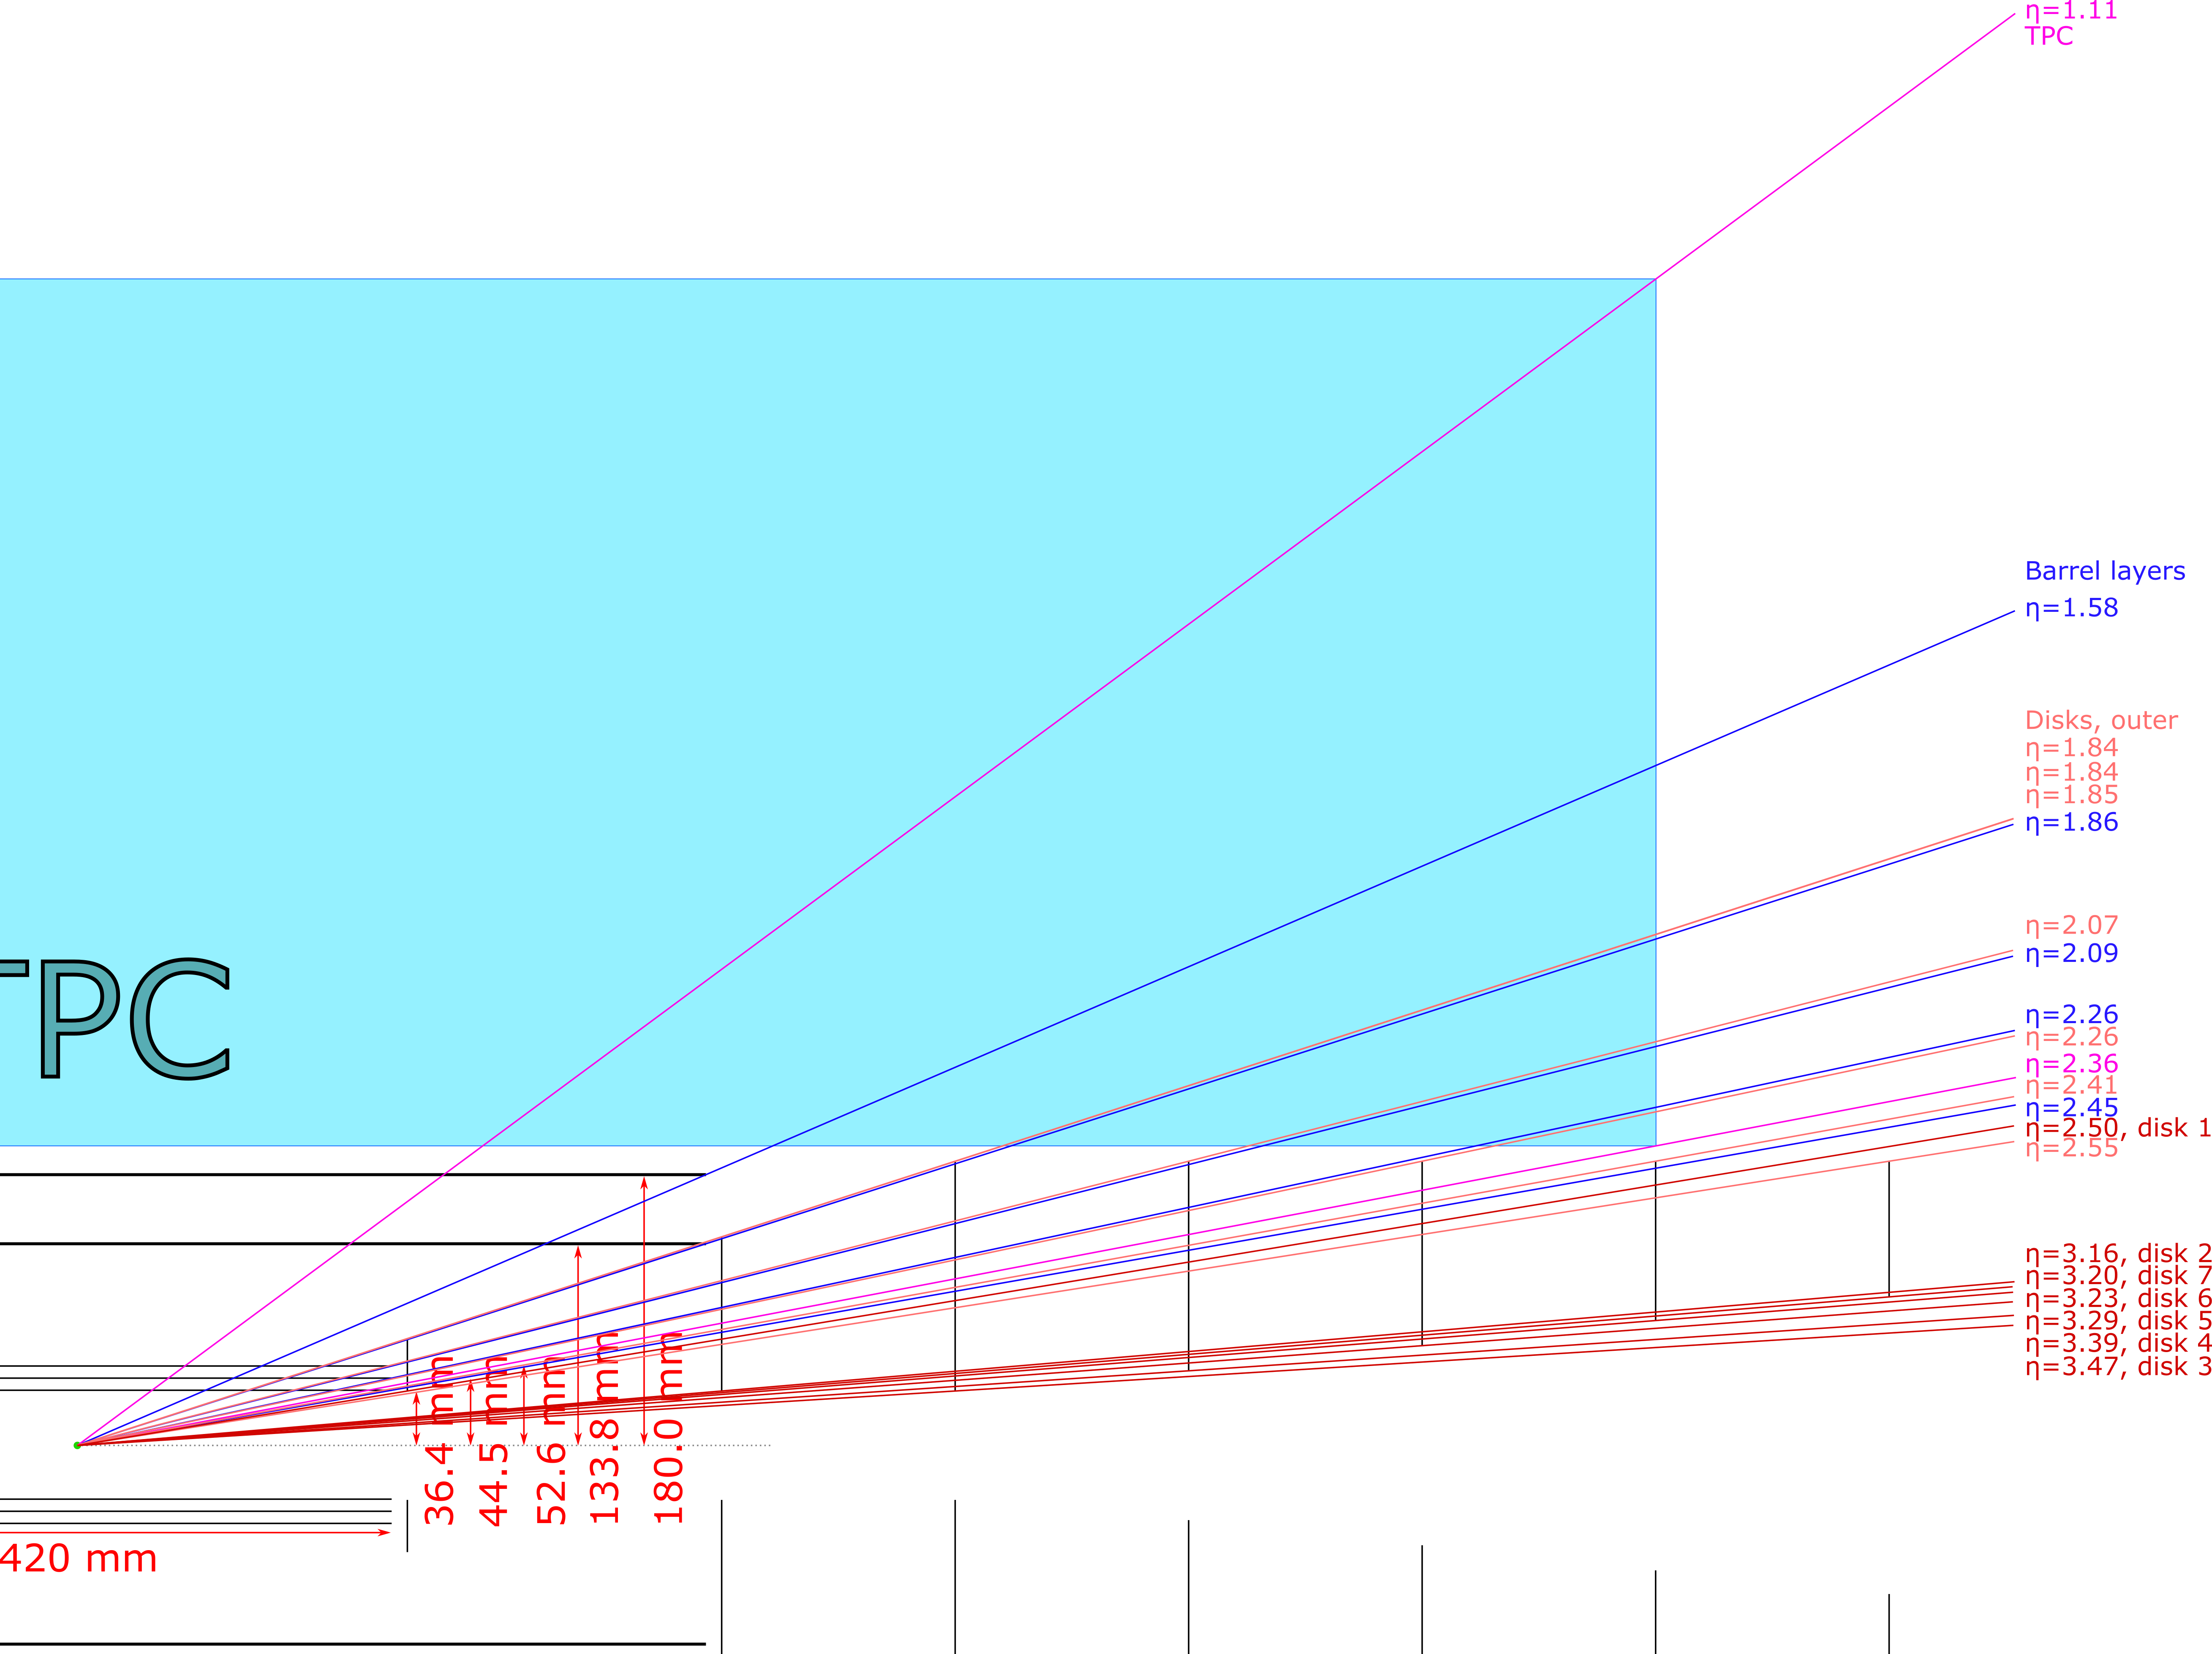 η=1.11
TPC
Barrel layers
η=1.58
Disks, outer
η=1.84
η=1.84
η=1.85
η=1.86
η=2.07
η=2.09
TPC
η=2.26
η=2.26
η=2.36
η=2.41
η=2.45
η=2.50, disk 1
η=2.55
η=3.16, disk 2
η=3.20, disk 7
η=3.23, disk 6
η=3.29, disk 5
η=3.39, disk 4
η=3.47, disk 3
36.4 mm
44.5 mm
52.6 mm
133.8 mm
180.0 mm
420 mm